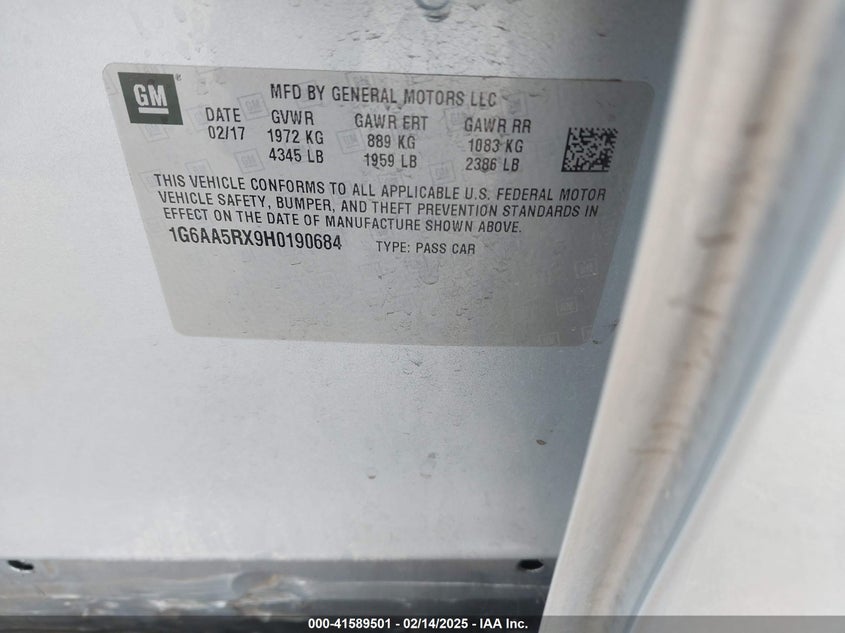 GM ®
MFD BY GENERAL MOTORS LLC
DATE GVWR GAWR FRT GAWR RR
02/17 1972 KG 889 KG 1083 KG
4345 LB 1959 LB 2386 LB
THIS VEHICLE CONFORMS TO ALL APPLICABLE U.S. FEDERAL MOTOR
VEHICLE SAFETY, BUMPER, AND THEFT PREVENTION STANDARDS IN
EFFECT ON THE DATE OF MANUFACTURE SHOWN ABOVE.
1G6AA5RX9H0190684 TYPE: PASS CAR
GM
000-41589501 - 02/14/2025 - IAA Inc.